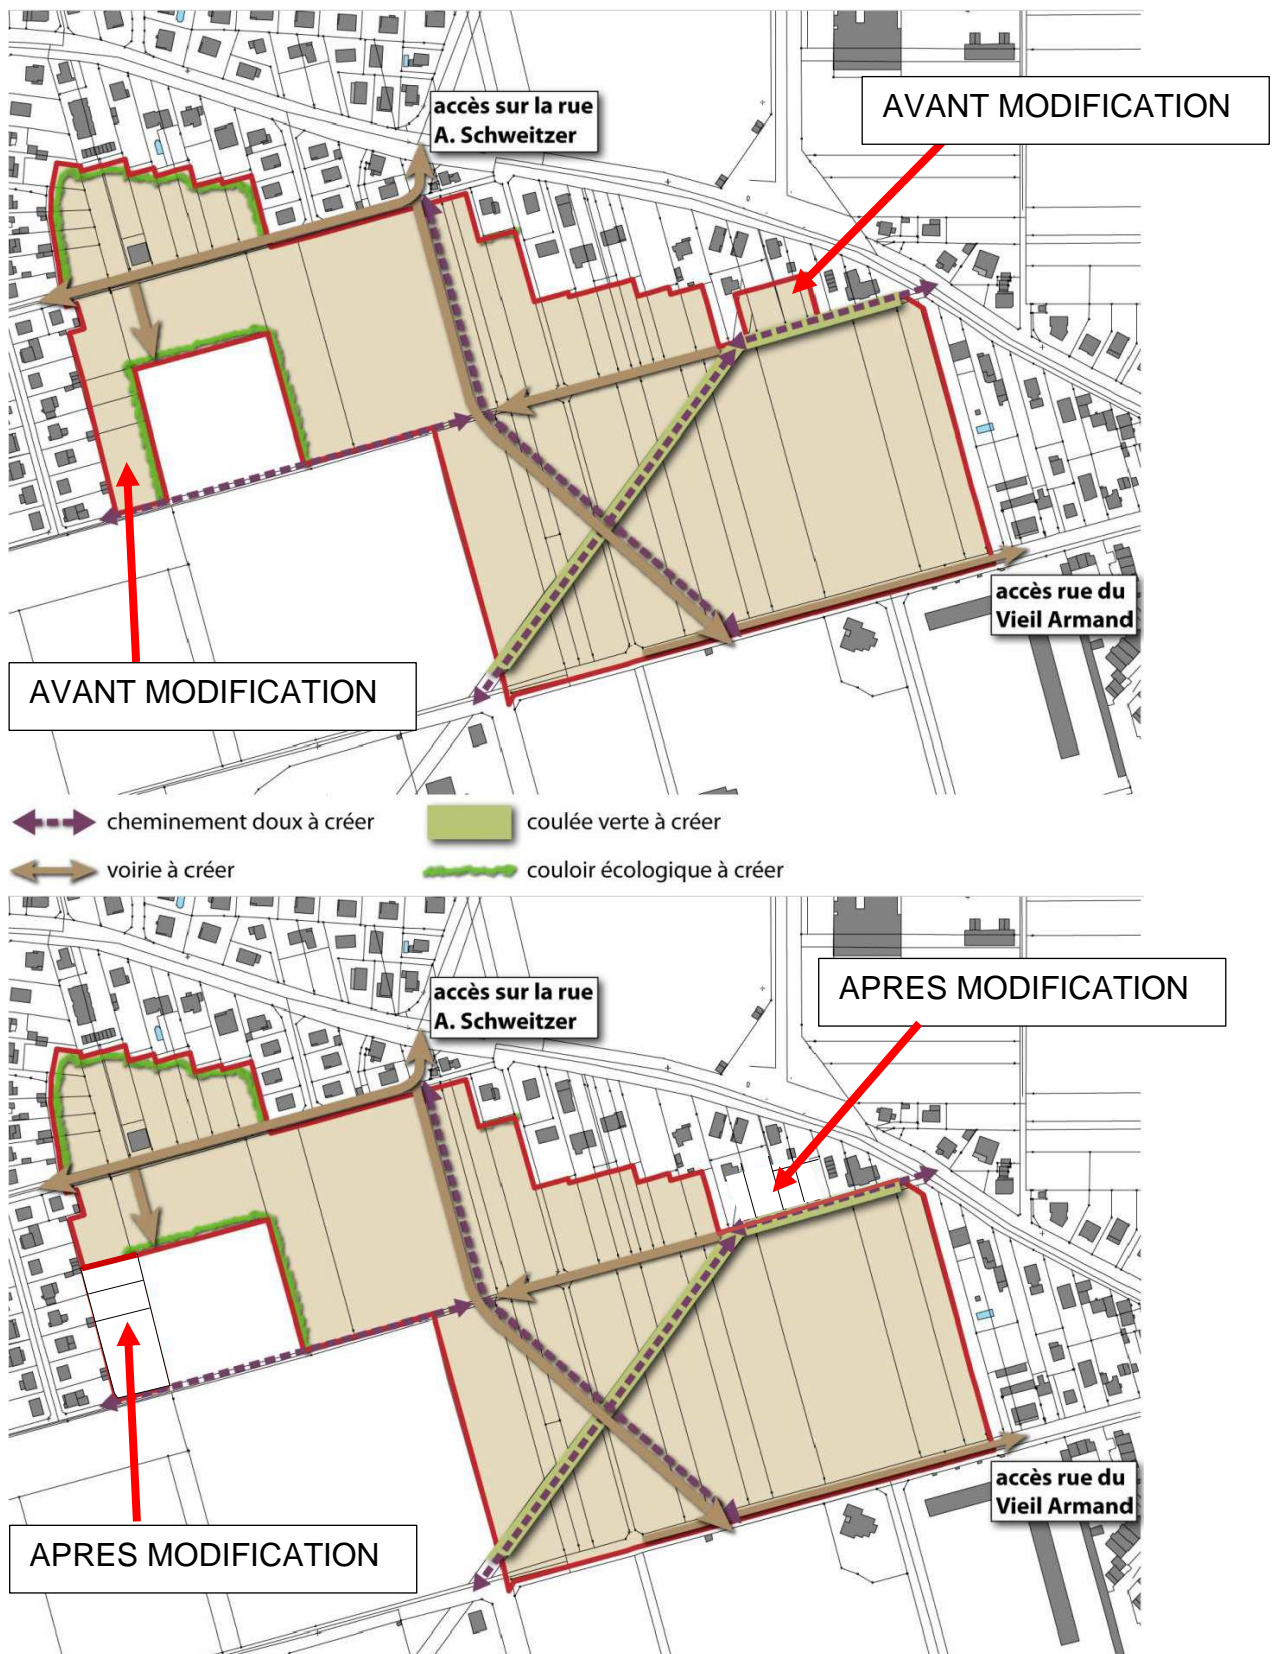 accès sur la rue
A. Schweitzer
AVANT MODIFICATION
accès rue du
Vieil Armand
AVANT MODIFICATION
cheminement doux à créer
coulée verte à créer
voirie à créer
couloir écologique à créer
accès sur la rue
A. Schweitzer
APRES MODIFICATION
accès rue du
Vieil Armand
APRES MODIFICATION